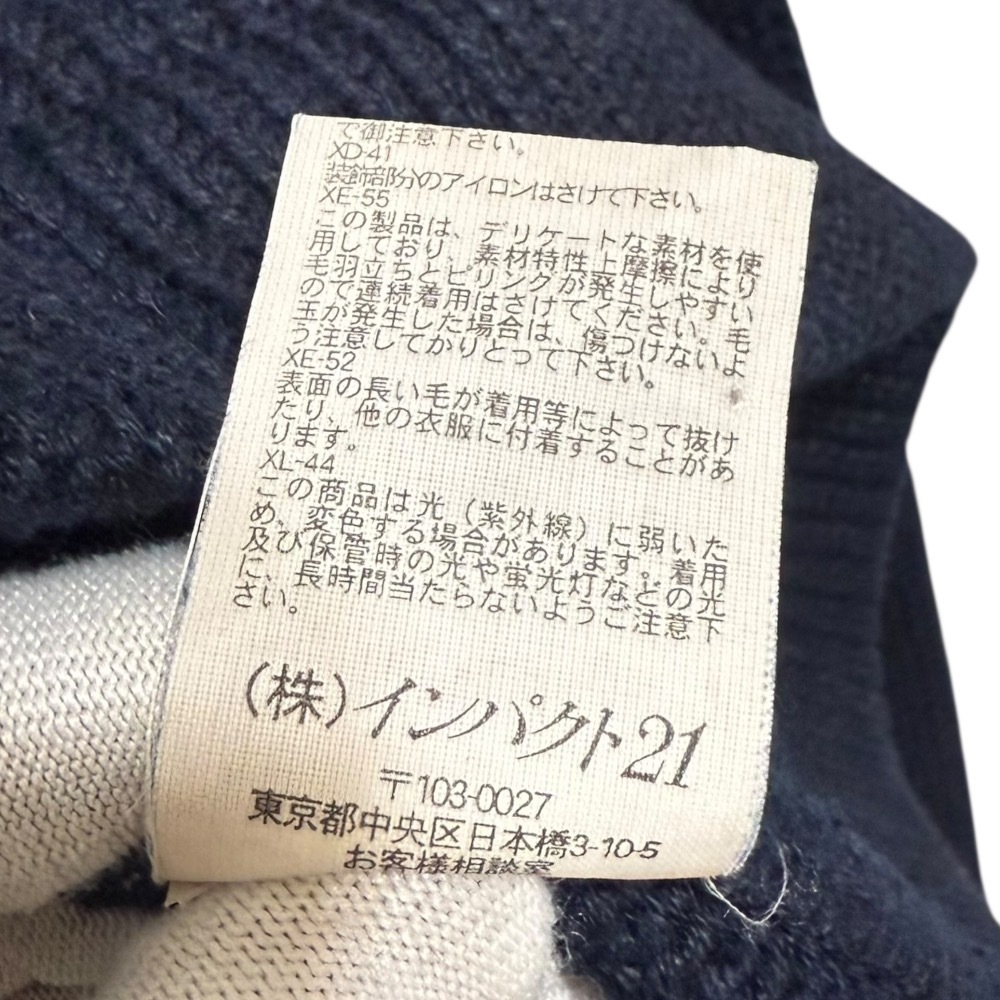 で御注意下さい。
XD-41
装飾部分のアイロンはさけて下さい。
XE-55
この製品は、デリケートな素材を使
用しており、素材特性上摩擦によい
毛羽立ちとピリングが発生しやすい毛
の玉が連続着用はさけてください。
う注意して場合は、傷つけないよ
かりとって下さい。
XE-52
表面の長い毛が着用等によって抜け
たり、他の衣服に付着することがあ
ります。
XL-44
この商品は光(紫外線)に弱いた
め、変色する場合があります。着用
及び保管時の光や蛍光灯などの光
に、長時間当たらないようご注意下
さい。
(株)インパクト21
〒103-0027
東京都中央区日本橋3-10-5
お客様相談室